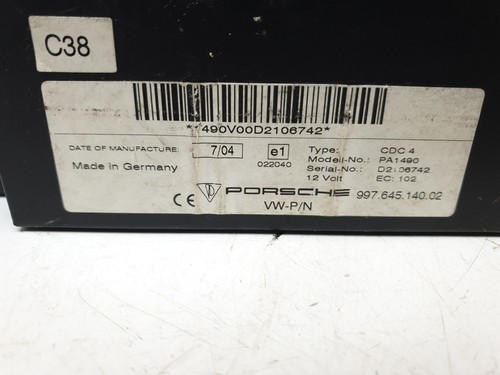 C38
**490V00D2106742*
DATE OF MANUFACTURE: 7/04
Made in Germany
e1
022040
Type: CDC 4
Modell-No.: PA1490
Serial-No.: D2106742
12 Volt EC: 102
CE PORSCHE 997.645.140.02
VW-P/N